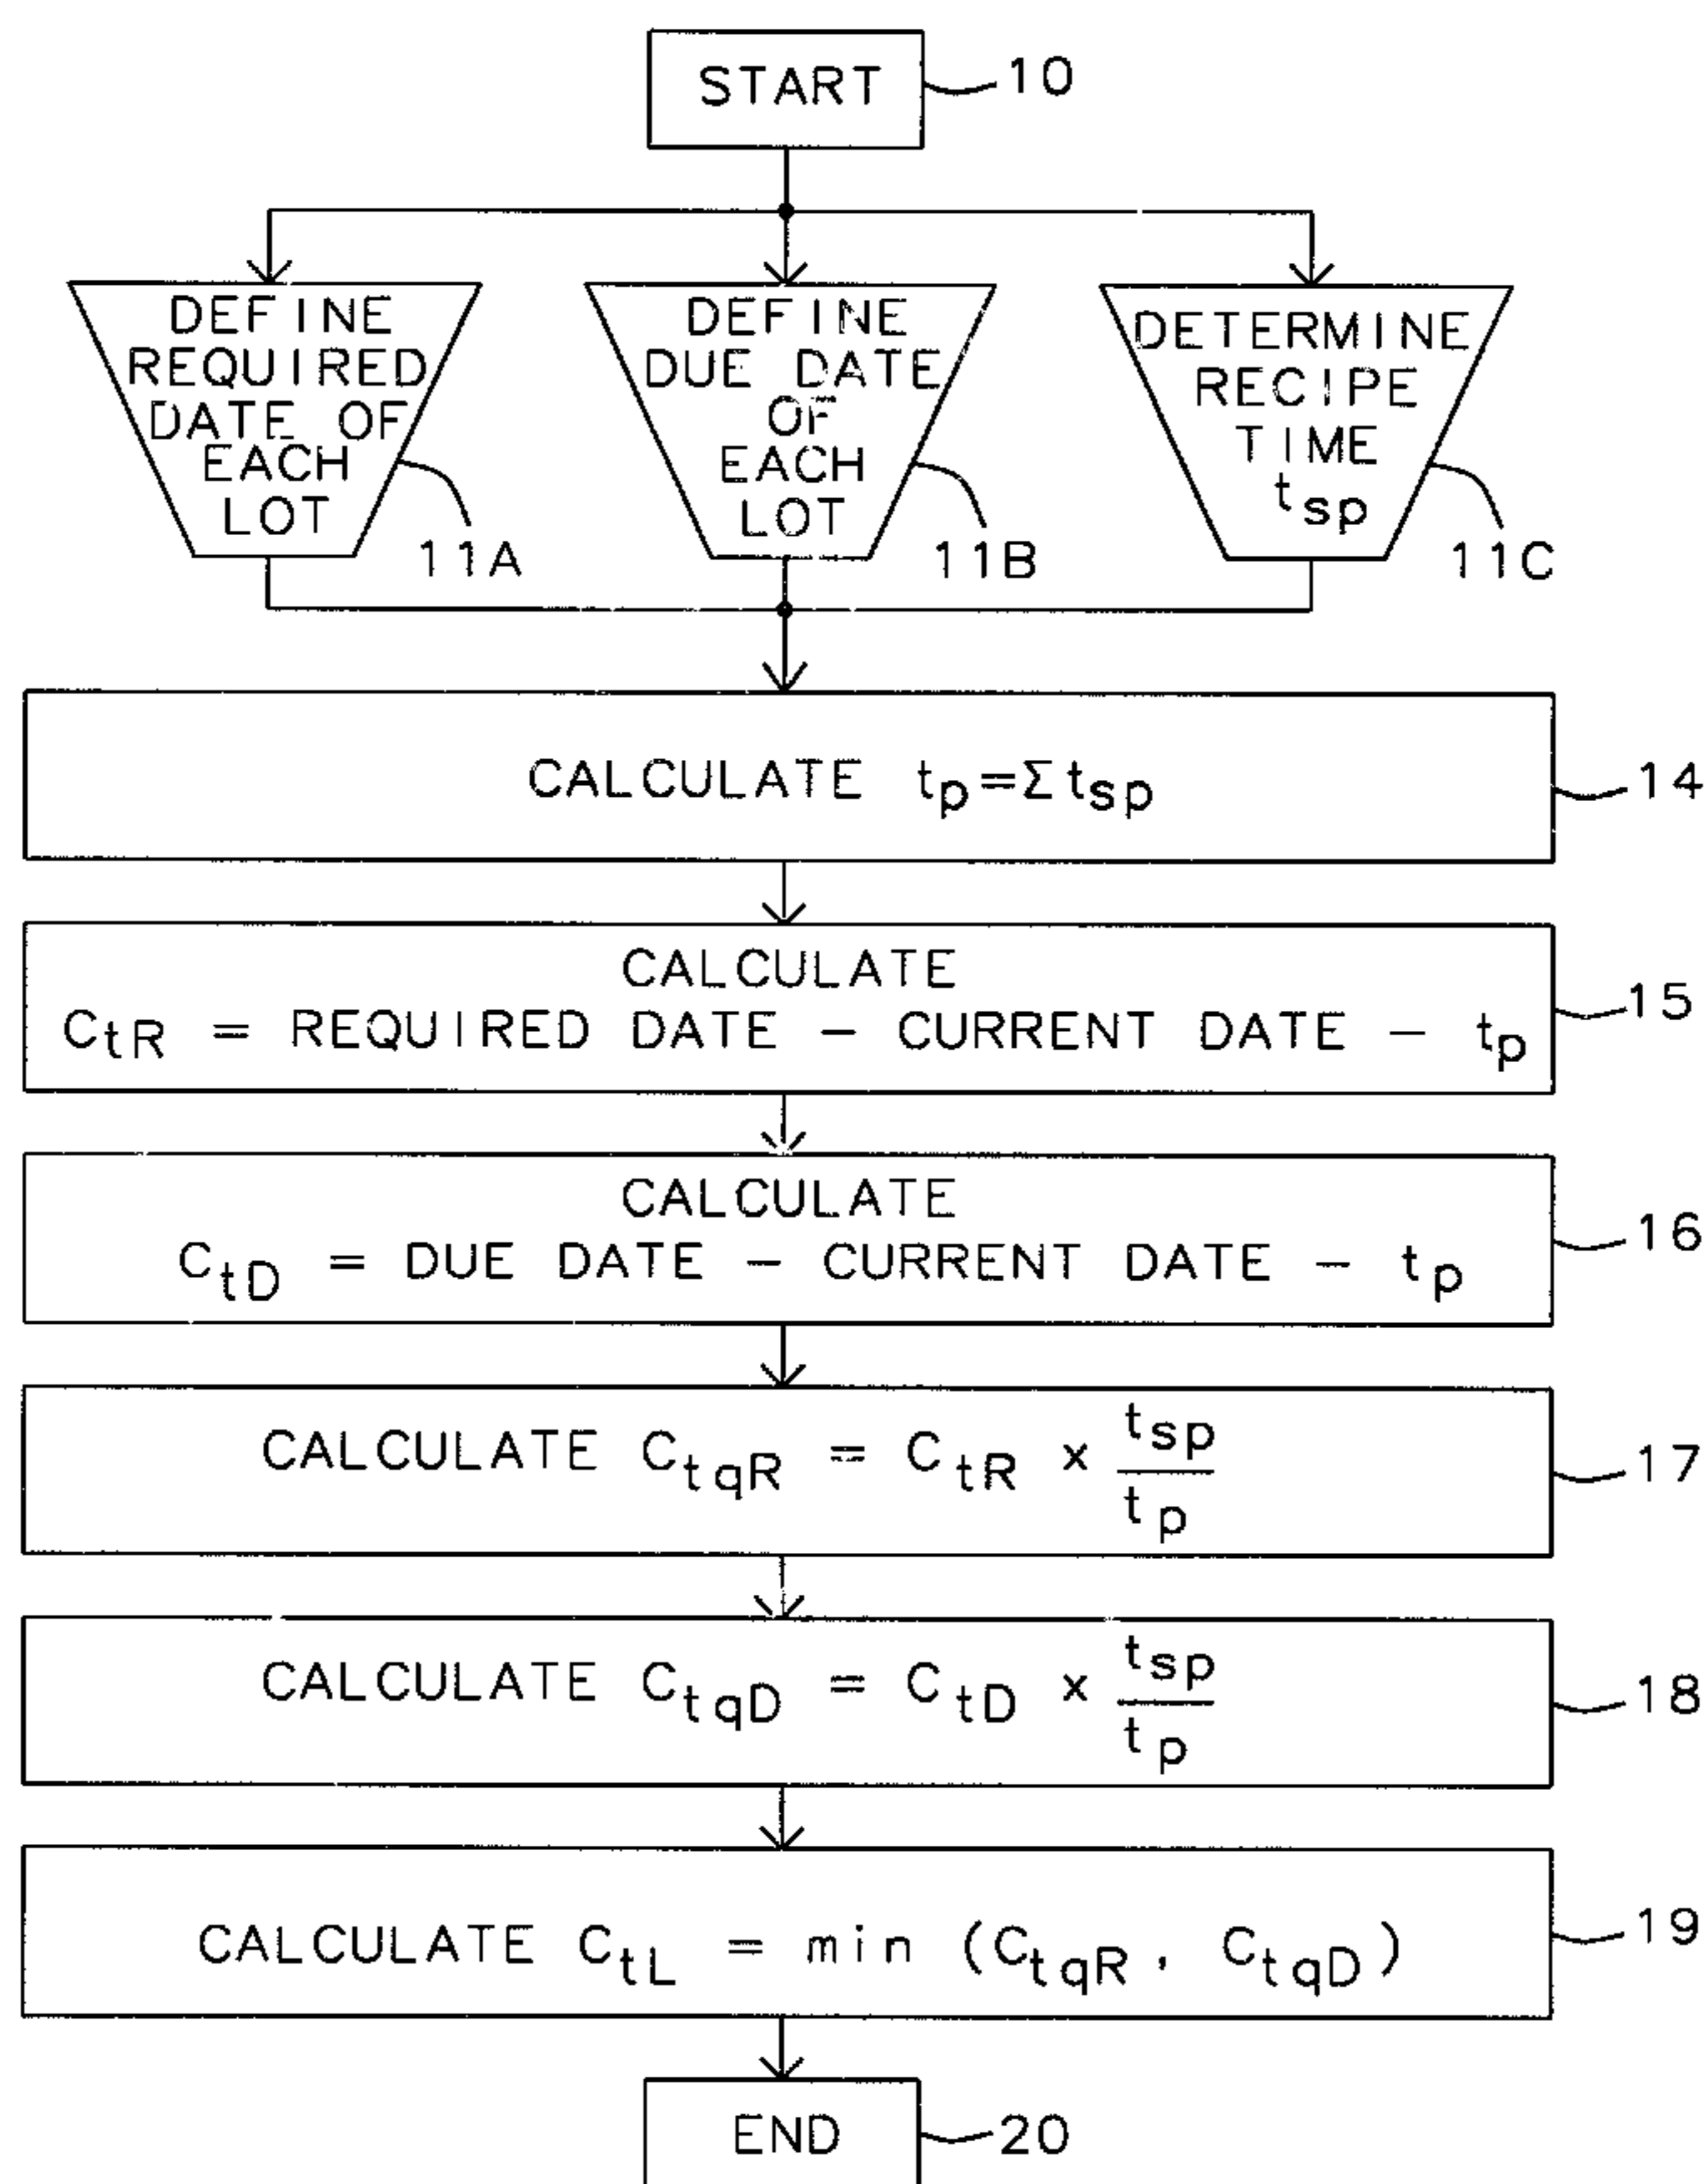 START
10
DEFINE
REQUIRED
DATE OF
EACH
LOT
11A
DEFINE
DUE DATE
OF
EACH
LOT
11B
DETERMINE
RECIPE
TIME
tsp
11C
CALCULATE tp=Σtsp
14
CALCULATE
CtR = REQUIRED DATE – CURRENT DATE – tp
15
CALCULATE
CtD = DUE DATE – CURRENT DATE – tp
16
CALCULATE CtqR = CtR x tsp/tp
17
CALCULATE CtqD = CtD x tsp/tp
18
CALCULATE CtL = min (CtqR, CtqD)
19
END
20